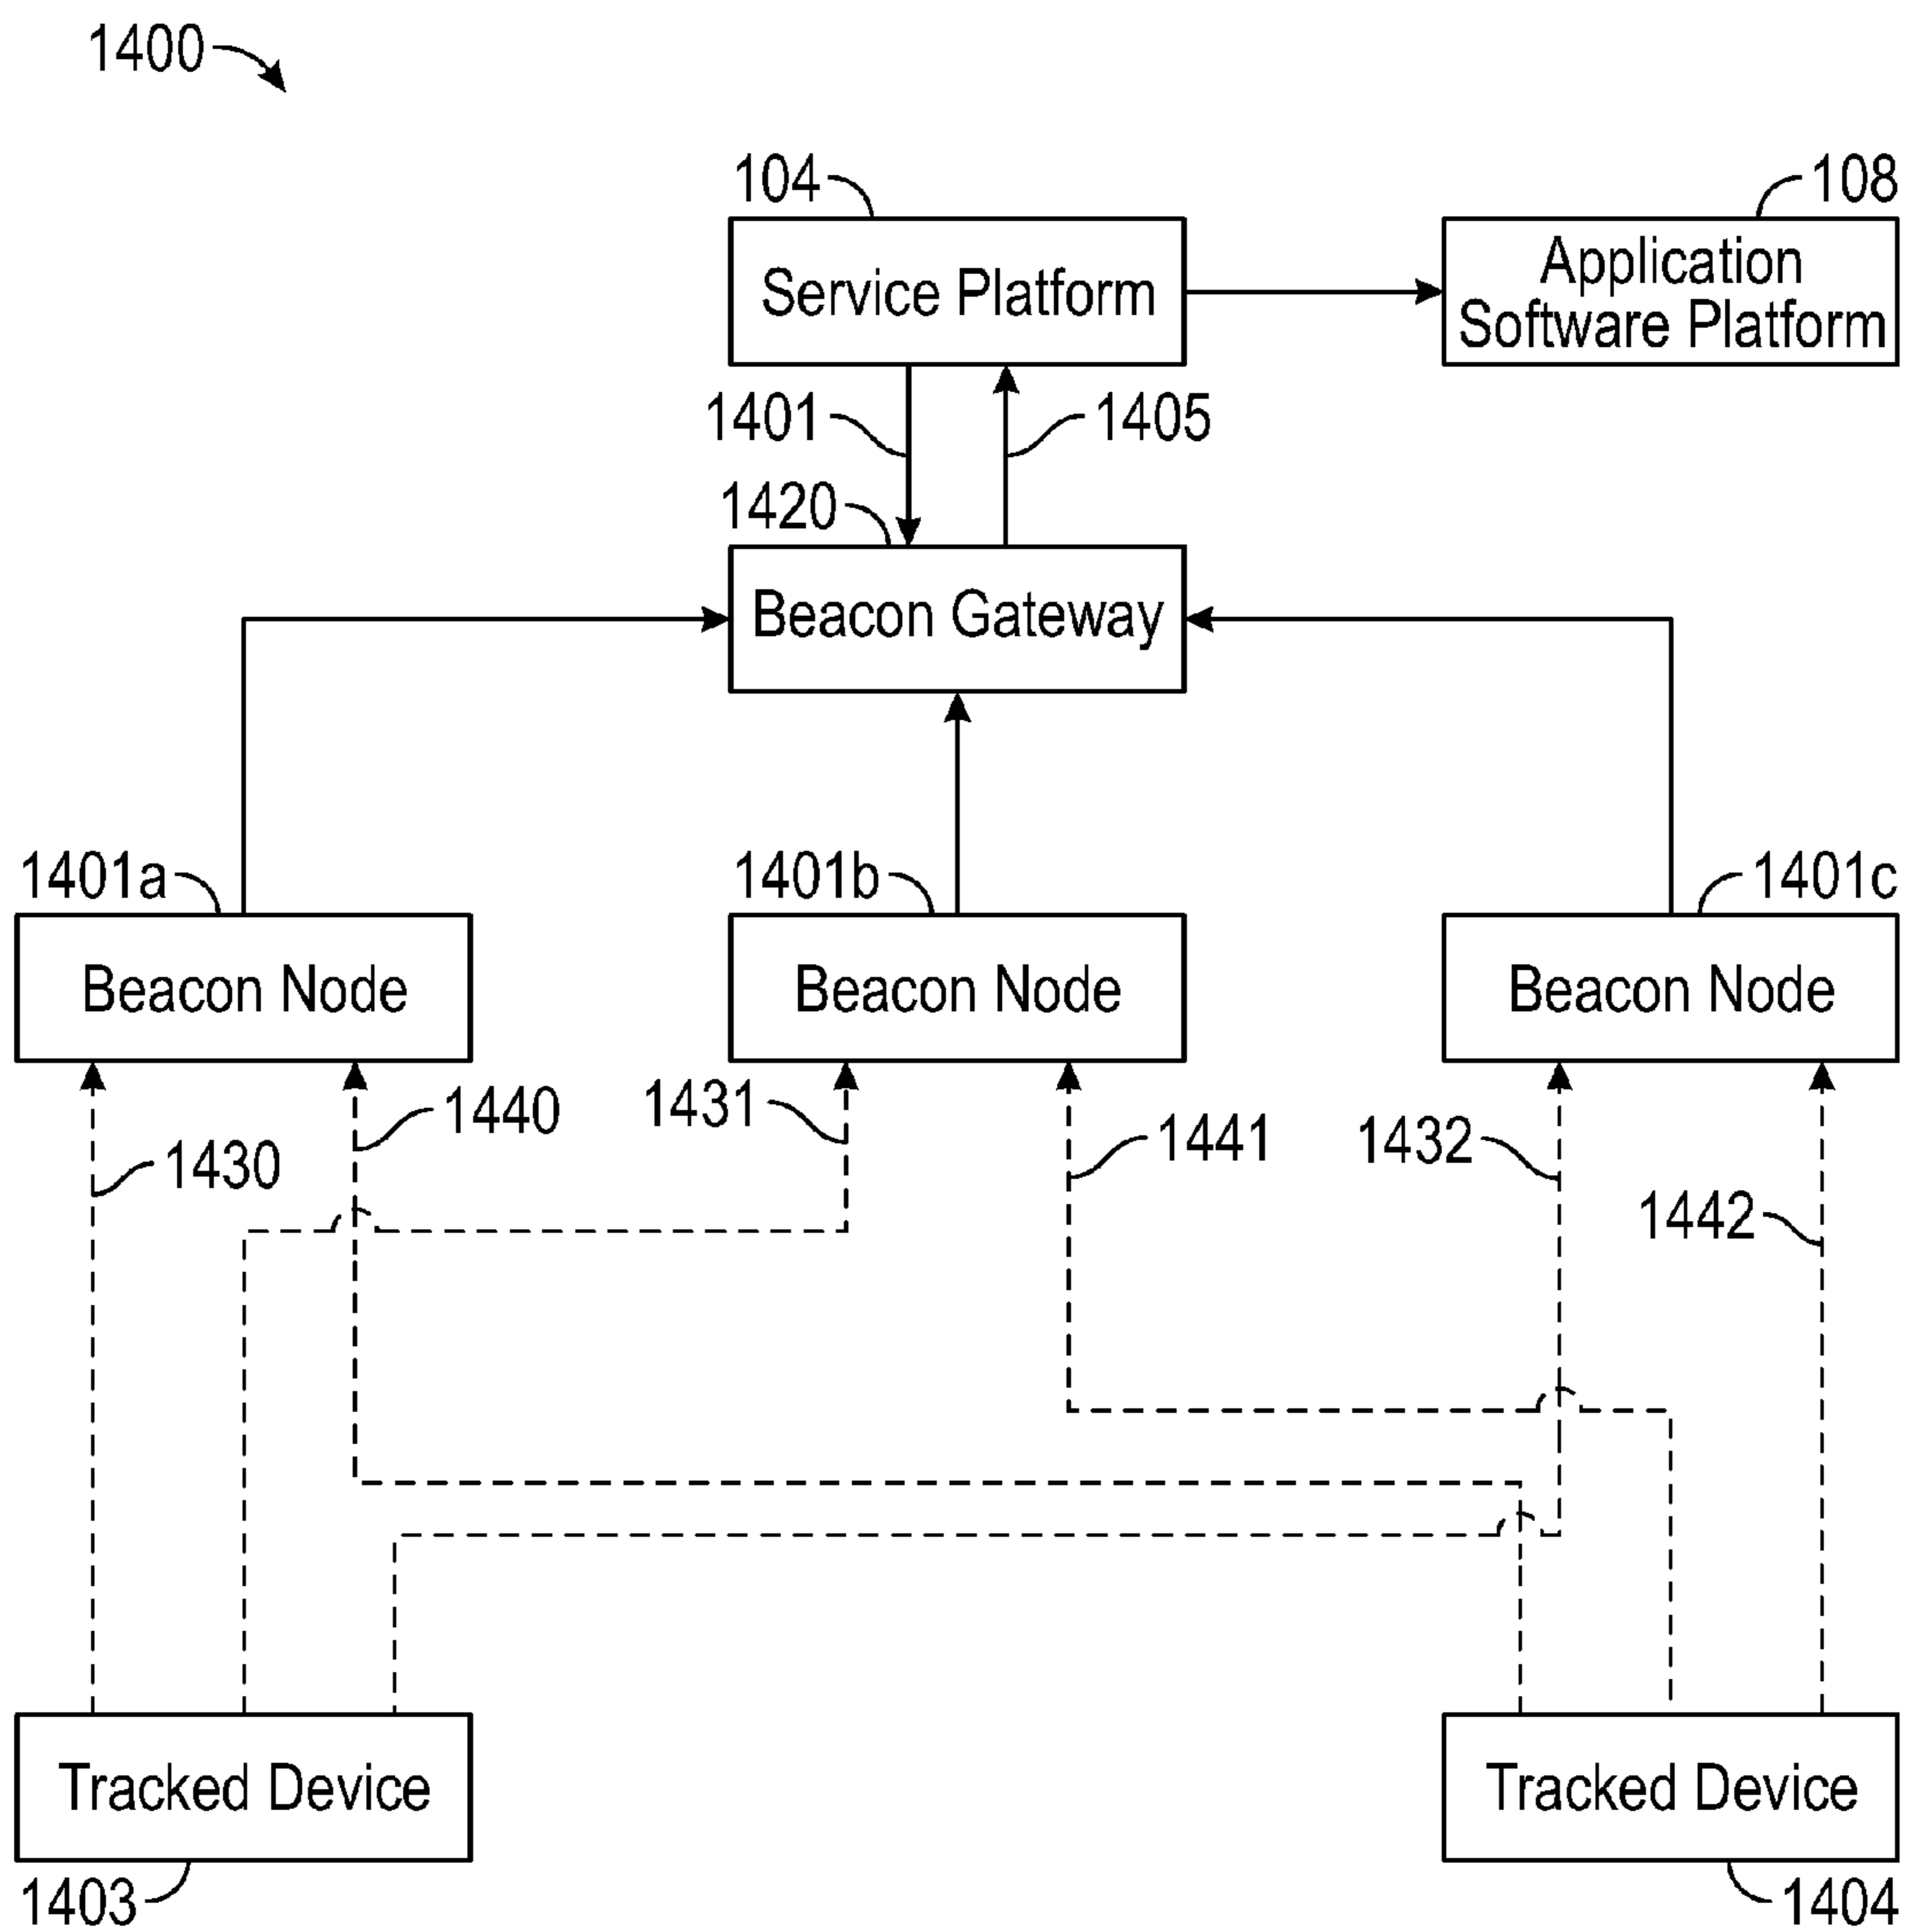 1400
104
108
Service Platform
Application
Software Platform
1401
1405
1420
Beacon Gateway
1401a
1401b
1401c
Beacon Node
Beacon Node
Beacon Node
1430
1440
1431
1441
1432
1442
Tracked Device
Tracked Device
1403
1404